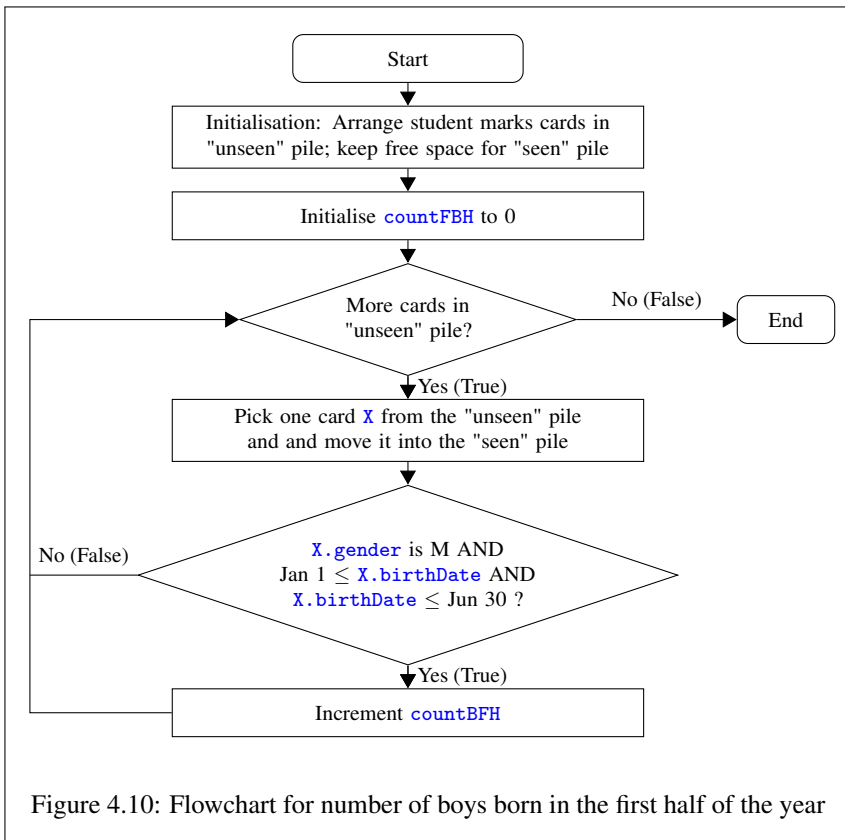 Start
Initialisation: Arrange student marks cards in
"unseen" pile; keep free space for "seen" pile
Initialise countFBH to 0
More cards in
"unseen" pile?
No (False)
End
Yes (True)
Pick one card X from the "unseen" pile
and and move it into the "seen" pile
No (False)
X.gender is M AND
Jan 1 ≤ X.birthDate AND
X.birthDate ≤ Jun 30 ?
Yes (True)
Increment countBFH
Figure 4.10: Flowchart for number of boys born in the first half of the year